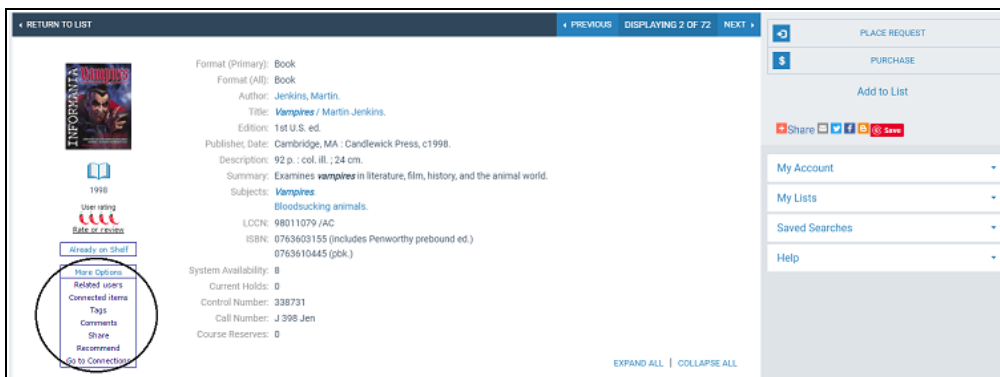 RETURN TO LIST
PREVIOUS DISPLAYING 2 OF 72 NEXT
INFORMANIA
Vampires
1998
User rating
Rate or review
Already on Shelf
More Options
Related users
Connected items
Tags
Comments
Share
Recommend
Go to Connections
Format (Primary): Book
Format (All): Book
Author: Jenkins, Martin.
Title: Vampires / Martin Jenkins.
Edition: 1st U.S. ed.
Publisher, Date: Cambridge, MA : Candlewick Press, c1998.
Description: 92 p. : col. ill. ; 24 cm.
Summary: Examines vampires in literature, film, history, and the animal world.
Subjects: Vampires.
Bloodsucking animals.
LCCN: 98011079 /AC
ISBN: 0763603155 (includes Penworthy prebound ed.)
0763610445 (pbk.)
System Availability: 8
Current Holds: 0
Control Number: 338731
Call Number: J 398 Jen
Course Reserves: 0
EXPAND ALL | COLLAPSE ALL
PLACE REQUEST
$ PURCHASE
Add to List
Share Save
My Account
My Lists
Saved Searches
Help